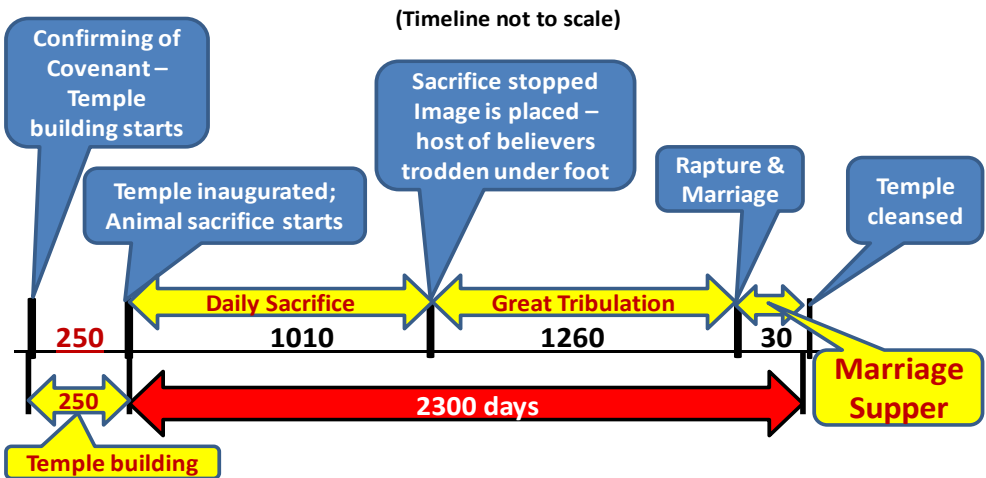 (Timeline not to scale)
Confirming of
Covenant –
Temple
building starts
Temple inaugurated;
Animal sacrifice starts
Sacrifice stopped
Image is placed –
host of believers
trodden under foot
Rapture &
Marriage
Temple
cleansed
Daily Sacrifice
Great Tribulation
250
1010
1260
30
250
2300 days
Marriage
Supper
Temple building